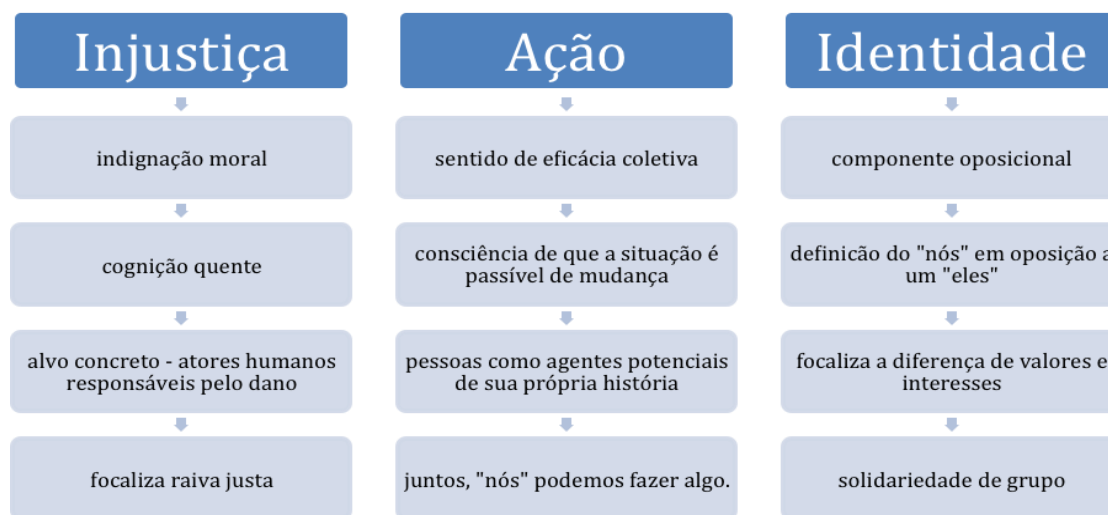 Injustiça
indignação moral
cognição quente
alvo concreto - atores humanos
responsáveis pelo dano
focaliza raiva justa
Ação
sentido de eficácia coletiva
consciência de que a situação é
passível de mudança
pessoas como agentes potenciais
de sua própria história
juntos, "nós" podemos fazer algo.
Identidade
componente oposicional
definicão do "nós" em oposição a
um "eles"
focaliza a diferença de valores e
interesses
solidariedade de grupo